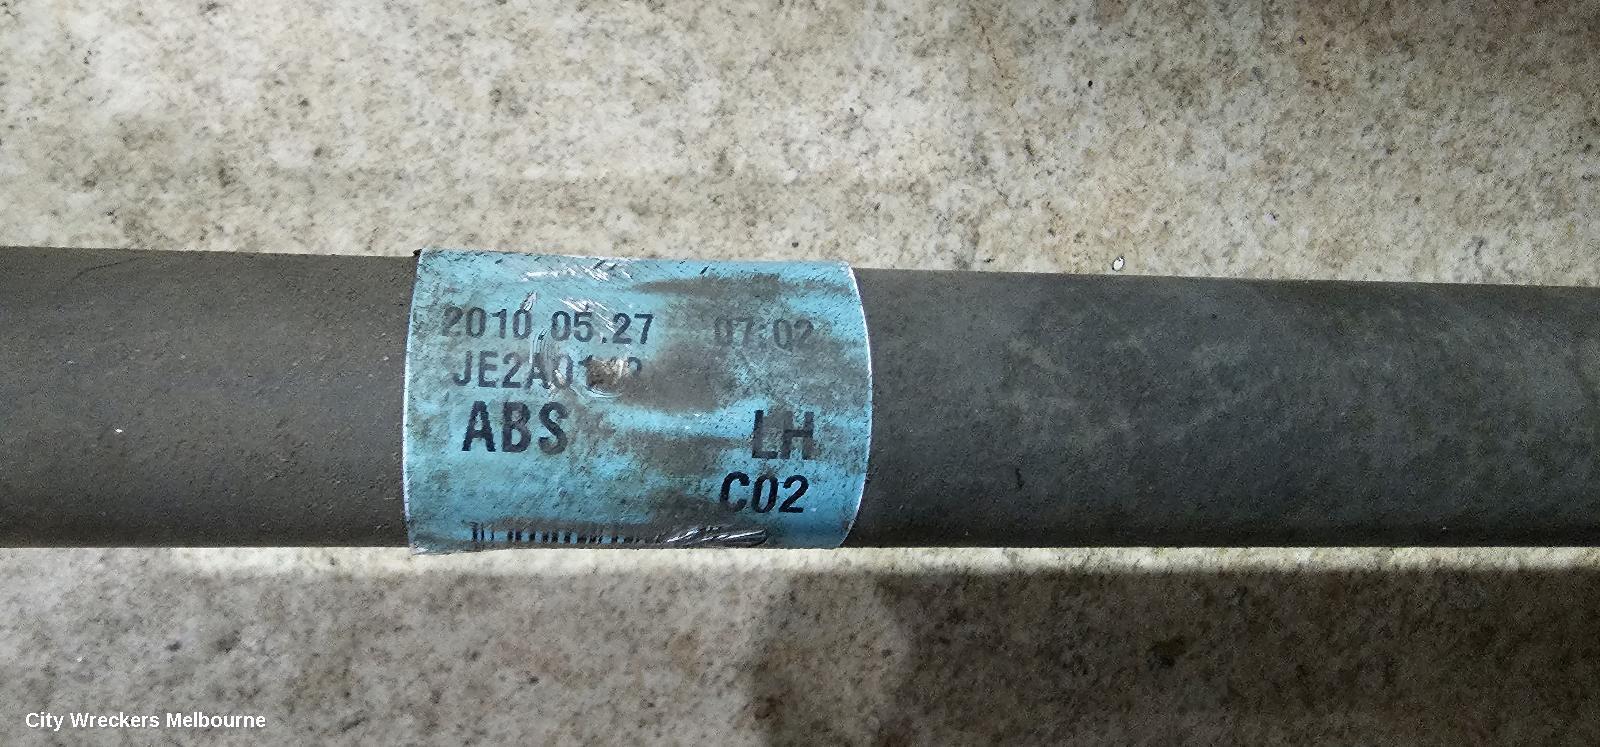 2010.05.27 07:02
ABS LH
C02
City Wreckers Melbourne